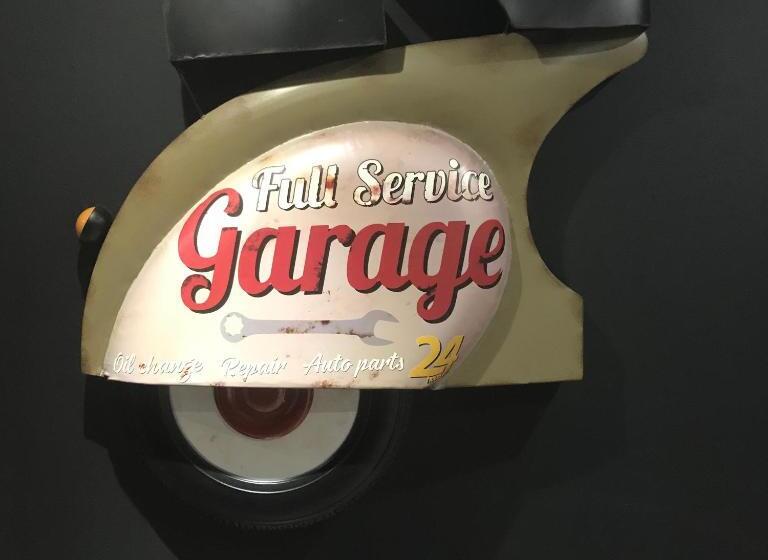 Full Service
Garage
Oil change Repair Auto parts 24